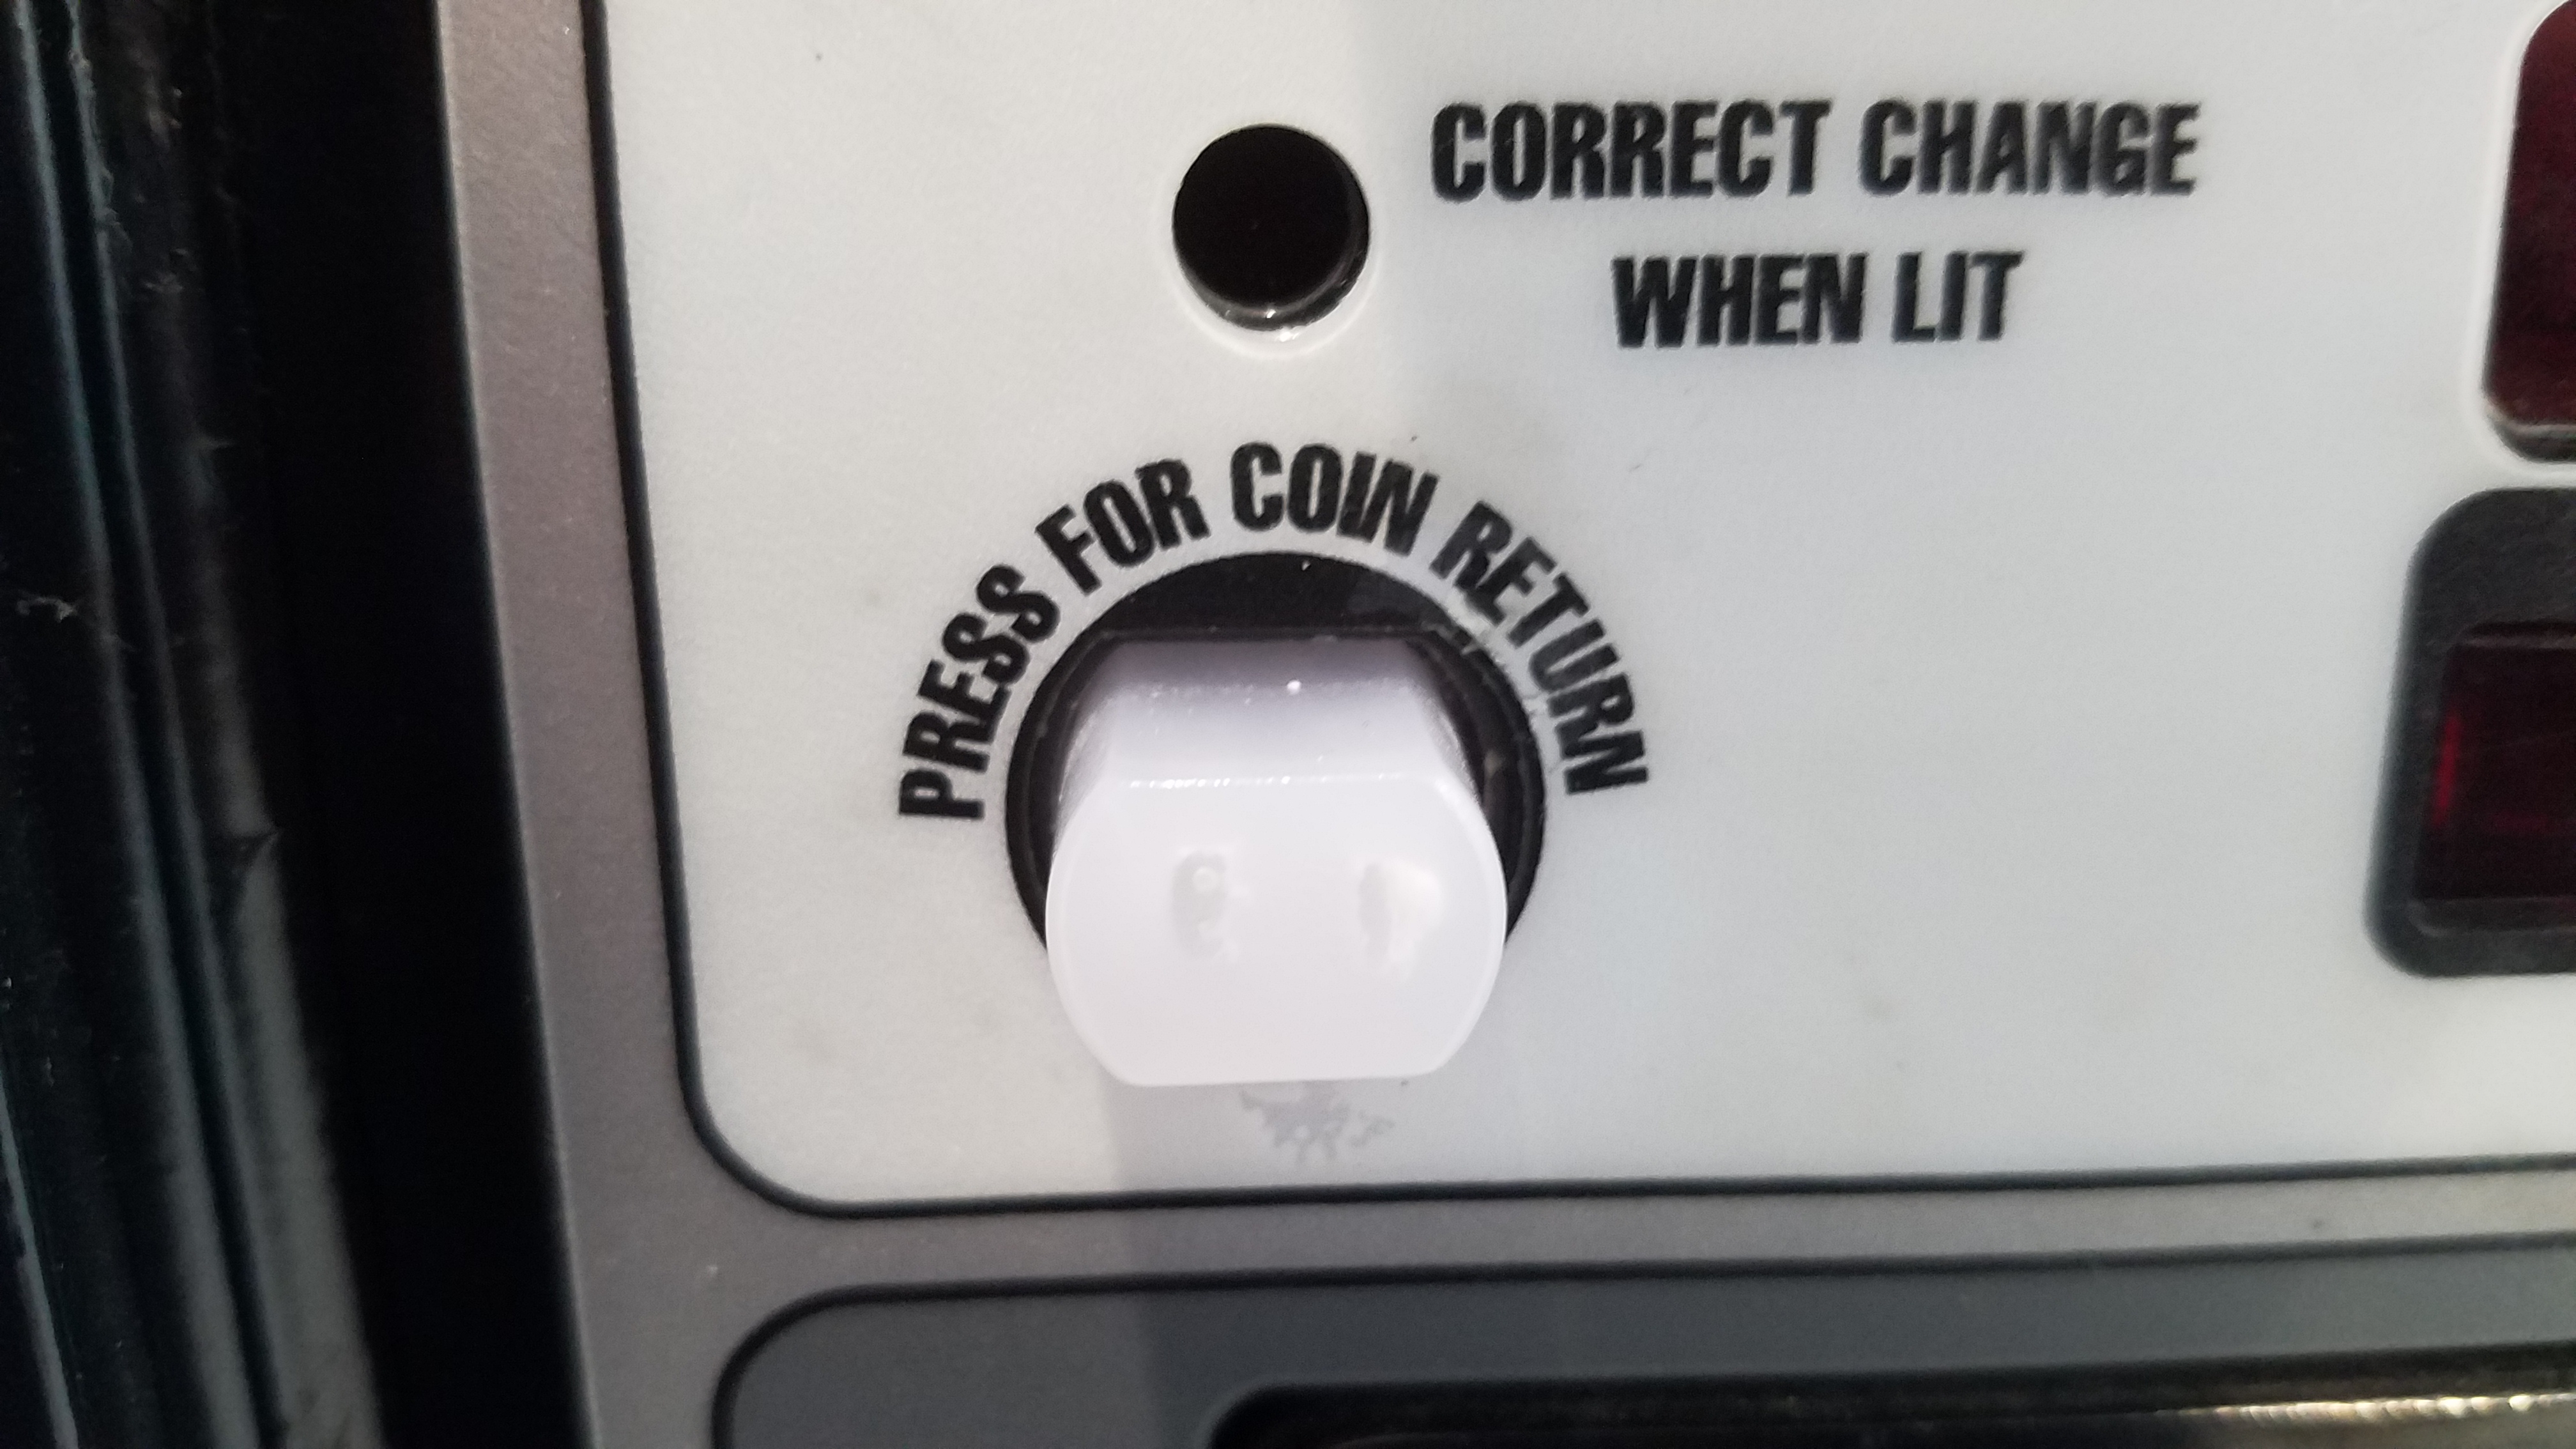 CORRECT CHANGE
WHEN LIT
PRESS FOR COIN RETURN